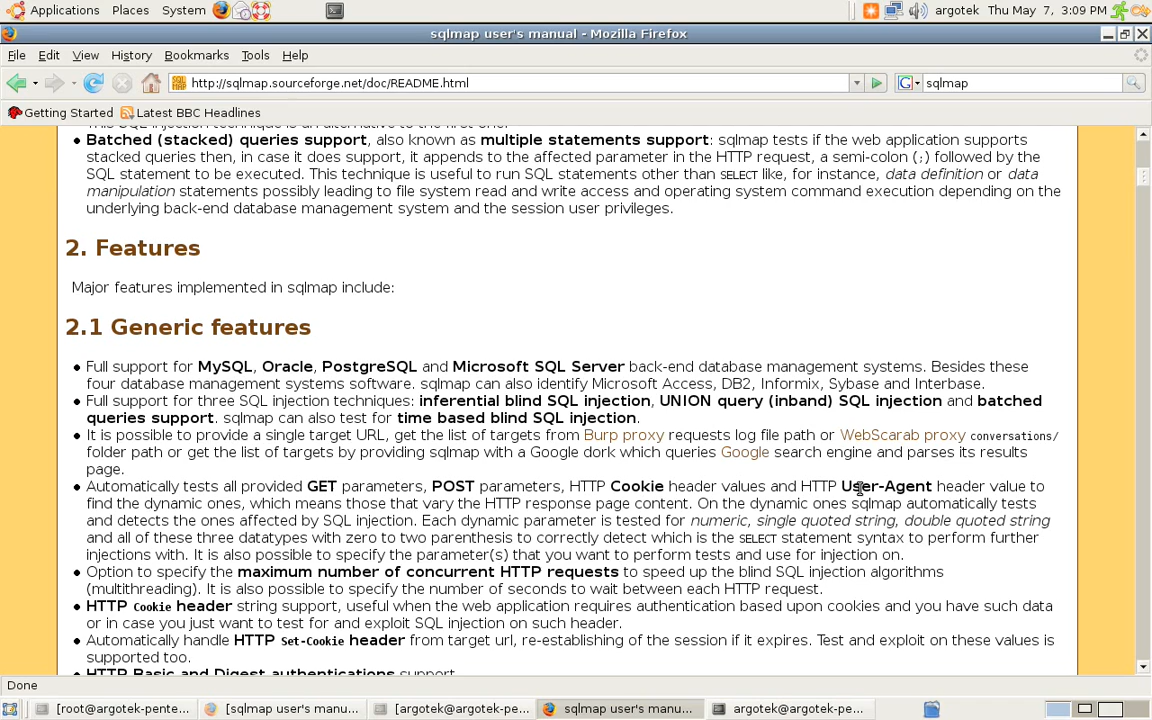 Applications Places System argotek Thu May 7, 3:09 PM
sqlmap user's manual - Mozilla Firefox
File Edit View History Bookmarks Tools Help
http://sqlmap.sourceforge.net/doc/README.html sqlmap
Getting Started Latest BBC Headlines
This SQL injection technique is an alternative to the first one.
Batched (stacked) queries support, also known as multiple statements support: sqlmap tests if the web application supports
stacked queries then, in case it does support, it appends to the affected parameter in the HTTP request, a semi-colon (;) followed by the
SQL statement to be executed. This technique is useful to run SQL statements other than SELECT like, for instance, data definition or data
manipulation statements possibly leading to file system read and write access and operating system command execution depending on the
underlying back-end database management system and the session user privileges.
2. Features
Major features implemented in sqlmap include:
2.1 Generic features
Full support for MySQL, Oracle, PostgreSQL and Microsoft SQL Server back-end database management systems. Besides these
four database management systems software. sqlmap can also identify Microsoft Access, DB2, Informix, Sybase and Interbase.
Full support for three SQL injection techniques: inferential blind SQL injection, UNION query (inband) SQL injection and batched
queries support. sqlmap can also test for time based blind SQL injection.
It is possible to provide a single target URL, get the list of targets from Burp proxy requests log file path or WebScarab proxy conversations/
folder path or get the list of targets by providing sqlmap with a Google dork which queries Google search engine and parses its results
page.
Automatically tests all provided GET parameters, POST parameters, HTTP Cookie header values and HTTP User-Agent header value to
find the dynamic ones, which means those that vary the HTTP response page content. On the dynamic ones sqlmap automatically tests
and detects the ones affected by SQL injection. Each dynamic parameter is tested for numeric, single quoted string, double quoted string
and all of these three datatypes with zero to two parenthesis to correctly detect which is the SELECT statement syntax to perform further
injections with. It is also possible to specify the parameter(s) that you want to perform tests and use for injection on.
Option to specify the maximum number of concurrent HTTP requests to speed up the blind SQL injection algorithms
(multithreading). It is also possible to specify the number of seconds to wait between each HTTP request.
HTTP Cookie header string support, useful when the web application requires authentication based upon cookies and you have such data
or in case you just want to test for and exploit SQL injection on such header.
Automatically handle HTTP Set-Cookie header from target url, re-establishing of the session if it expires. Test and exploit on these values is
supported too.
HTTP Basic and Digest authentications support.
Done
[root@argotek-pente... [sqlmap user's manu... [argotek@argotek-pe... sqlmap user's manu... argotek@argotek-pe...